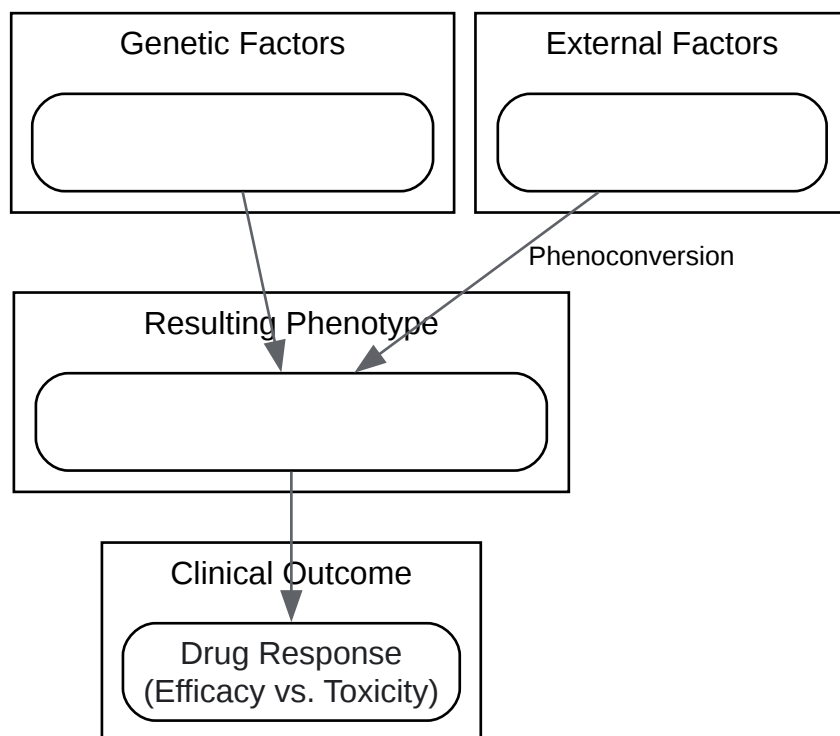 Genetic Factors
External Factors
Phenoconversion
Resulting Phenotype
Clinical Outcome
Drug Response
(Efficacy vs. Toxicity)